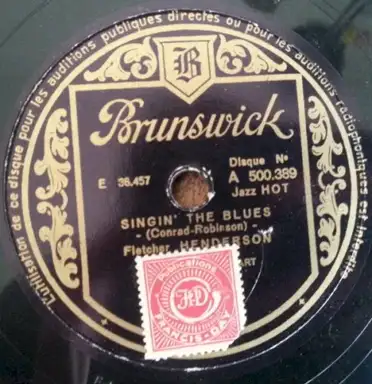 L'utilisation de ce disque pour les auditions publiques directes ou pour les auditions radiophoniques est interdite
B
Brunswick
Disque N°
E 36.457
A 500.389
Jazz HOT
SINGIN' THE BLUES
- (Conrad-Robinson) -
Fletcher HENDERSON
Publications
FD
FRANCIS-DAY